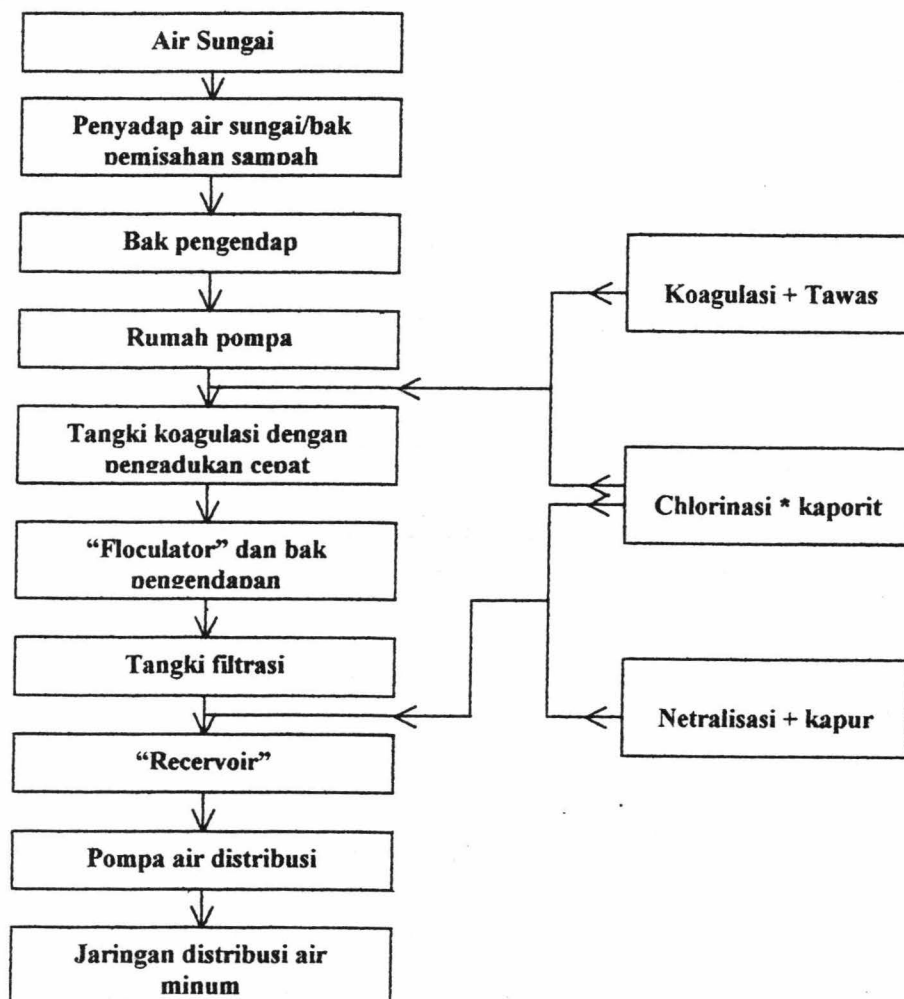 Air Sungai
Penyadap air sungai/bak
pemisahan sampah
Bak pengendap
Rumah pompa
Tangki koagulasi dengan
pengadukan cepat
“Floculator” dan bak
pengendapan
Tangki filtrasi
“Recervoir”
Pompa air distribusi
Jaringan distribusi air
minum
Koagulasi + Tawas
Chlorinasi * kaporit
Netralisasi + kapur